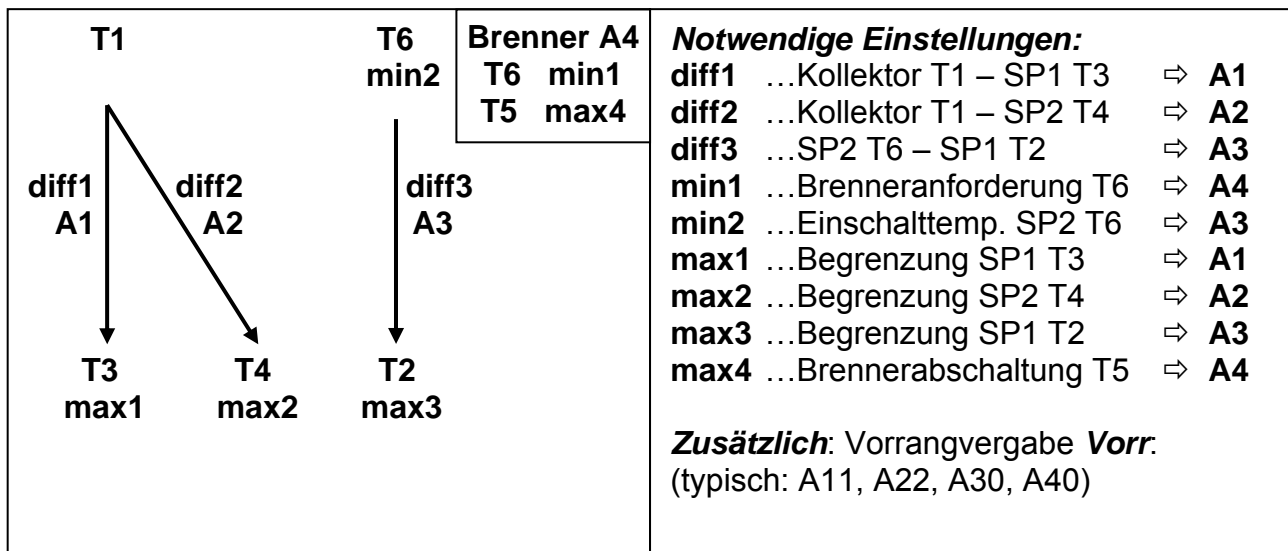 T1
T6
min2
Brenner A4
T6 min1
T5 max4
diff1
A1
diff2
A2
diff3
A3
T3
max1
T4
max2
T2
max3
Notwendige Einstellungen:
diff1 …Kollektor T1 – SP1 T3 ⇨ A1
diff2 …Kollektor T1 – SP2 T4 ⇨ A2
diff3 …SP2 T6 – SP1 T2 ⇨ A3
min1 …Brenneranforderung T6 ⇨ A4
min2 …Einschalttemp. SP2 T6 ⇨ A3
max1 …Begrenzung SP1 T3 ⇨ A1
max2 …Begrenzung SP2 T4 ⇨ A2
max3 …Begrenzung SP1 T2 ⇨ A3
max4 …Brennerabschaltung T5 ⇨ A4
Zusätzlich: Vorrangvergabe Vorr:
(typisch: A11, A22, A30, A40)